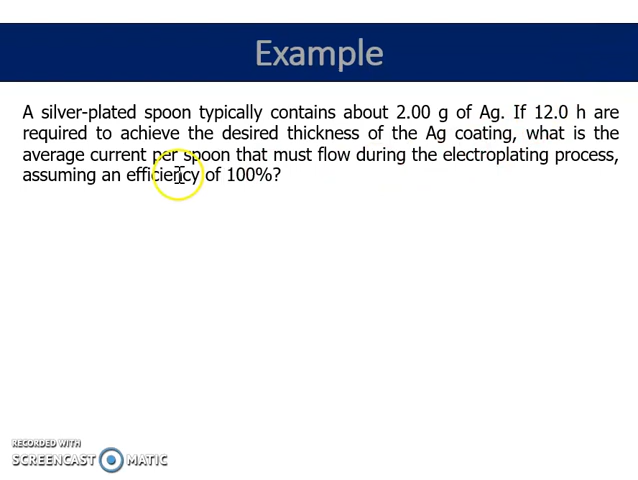 Example
A silver-plated spoon typically contains about 2.00 g of Ag. If 12.0 h are
required to achieve the desired thickness of the Ag coating, what is the
average current per spoon that must flow during the electroplating process,
assuming an efficiency of 100%?
RECORDED WITH
SCREENCAST MATIC